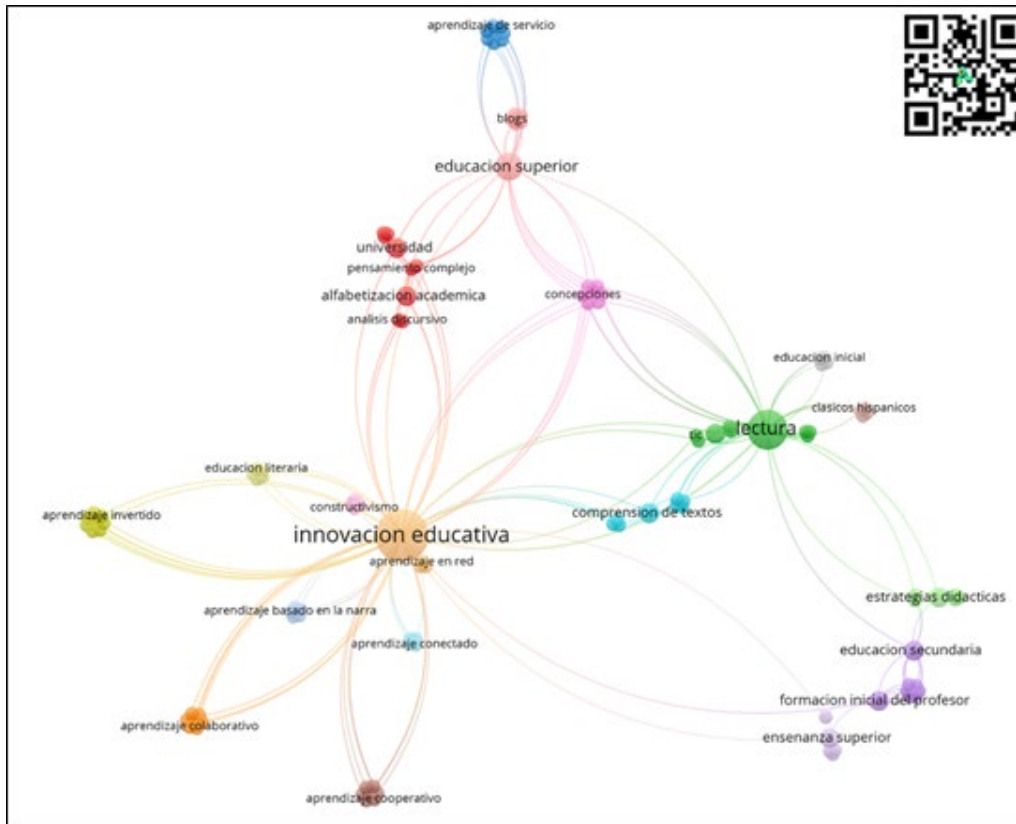 aprendizaje de servicio
blogs
educacion superior
universidad
pensamiento complejo
alfabetizacion academica
analisis discursivo
concepciones
educacion inicial
clasicos hispanicos
lectura
tic
educacion literaria
constructivismo
aprendizaje invertido
comprension de textos
innovacion educativa
aprendizaje en red
estrategias didacticas
aprendizaje basado en la narra
aprendizaje conectado
educacion secundaria
formacion inicial del profesor
aprendizaje colaborativo
ensenanza superior
aprendizaje cooperativo